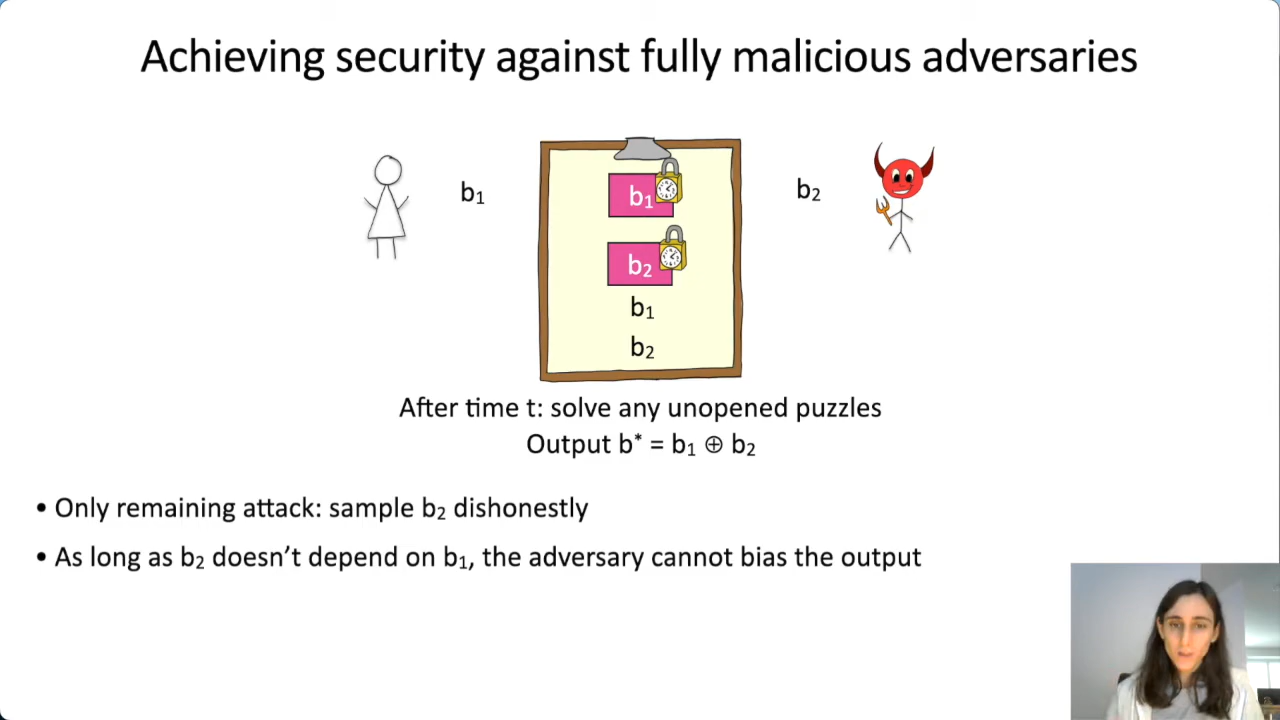 Achieving security against fully malicious adversaries
b₁
b₁
b₂
b₂
b₁
b₂
After time t: solve any unopened puzzles
Output b* = b₁ ⊕ b₂
• Only remaining attack: sample b₂ dishonestly
• As long as b₂ doesn’t depend on b₁, the adversary cannot bias the output